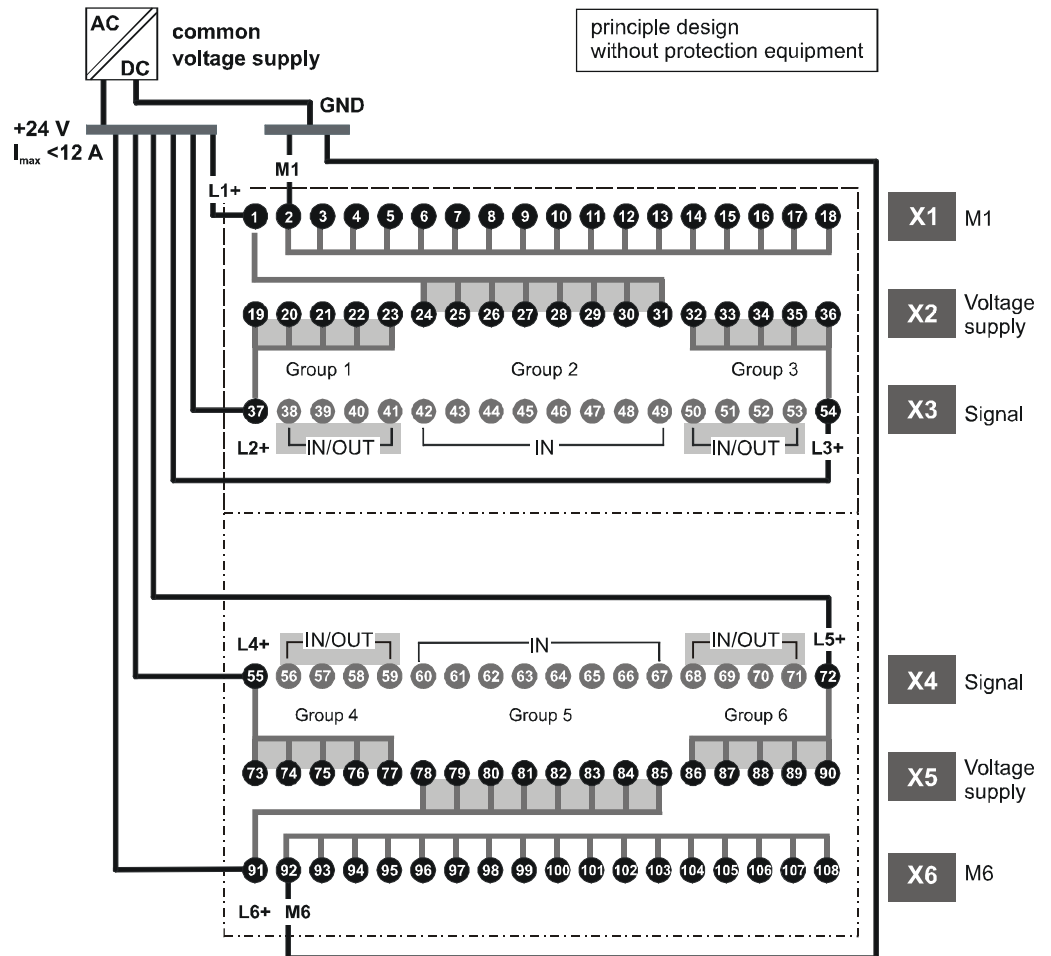 AC
DC
common
voltage supply
principle design
without protection equipment
GND
+24 V
Imax <12 A
M1
L1+
1 2 3 4 5 6 7 8 9 10 11 12 13 14 15 16 17 18
X1 M1
19 20 21 22 23 24 25 26 27 28 29 30 31 32 33 34 35 36
X2 Voltage
supply
Group 1 Group 2 Group 3
37 38 39 40 41 42 43 44 45 46 47 48 49 50 51 52 53 54
X3 Signal
L2+ IN/OUT IN IN/OUT L3+
L4+ IN/OUT IN IN/OUT L5+
55 56 57 58 59 60 61 62 63 64 65 66 67 68 69 70 71 72
X4 Signal
Group 4 Group 5 Group 6
73 74 75 76 77 78 79 80 81 82 83 84 85 86 87 88 89 90
X5 Voltage
supply
91 92 93 94 95 96 97 98 99 100 101 102 103 104 105 106 107 108
X6 M6
L6+ M6